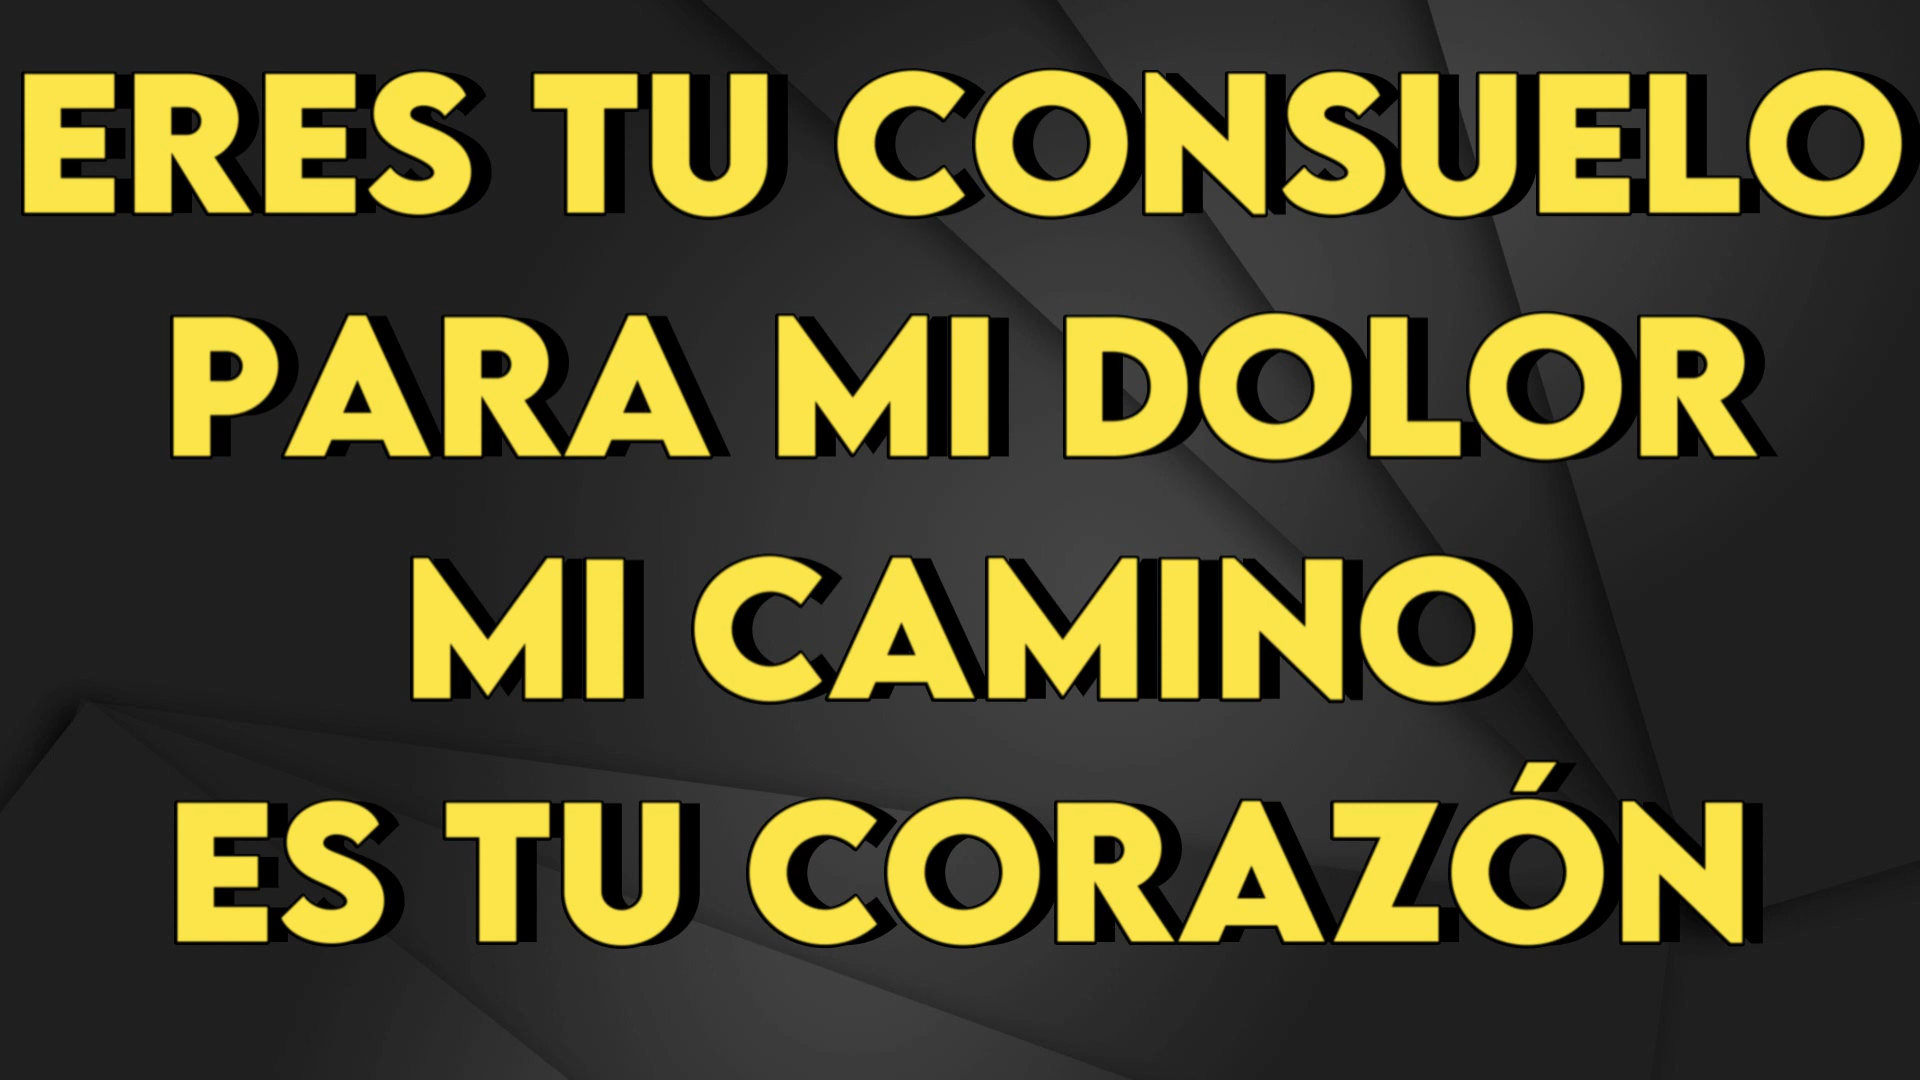 ERES TU CONSUELO
PARA MI DOLOR
MI CAMINO
ES TU CORAZÓN